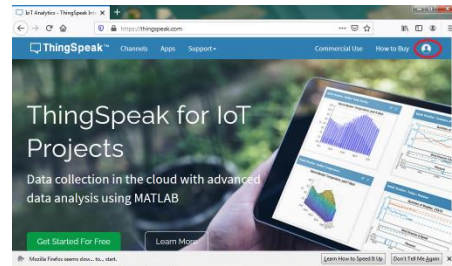 IoT Analytics - ThingSpeak Inte
https://thingspeak.com
ThingSpeak™ Channels Apps Support Commercial Use How to Buy
ThingSpeak for IoT
Projects
Data collection in the cloud with advanced
data analysis using MATLAB
Get Started For Free Learn More
Mozilla Firefox seems slow... to... start. Learn How to Speed It Up Don't Tell Me Again